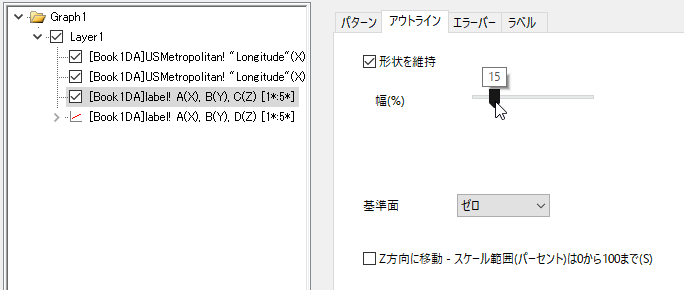 Graph1
Layer1
[Book1DA]USMetropolitan! "Longitude"(X)
[Book1DA]USMetropolitan! "Longitude"(X)
[Book1DA]label! A(X), B(Y), C(Z) [1*:5*]
[Book1DA]label! A(X), B(Y), D(Z) [1*:5*]
パターン アウトライン エラーバー ラベル
形状を維持
15
幅(%)
基準面 ゼロ
Z方向に移動 - スケール範囲(パーセント)は0から100まで(S)